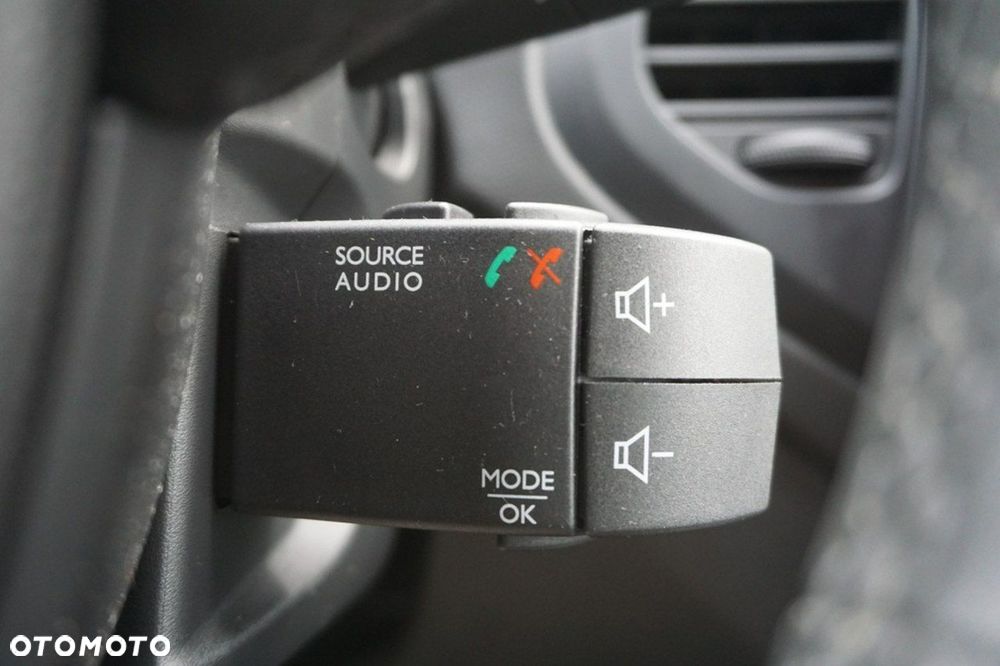 SOURCE
AUDIO
+
-
MODE
OK
OTOMOTO